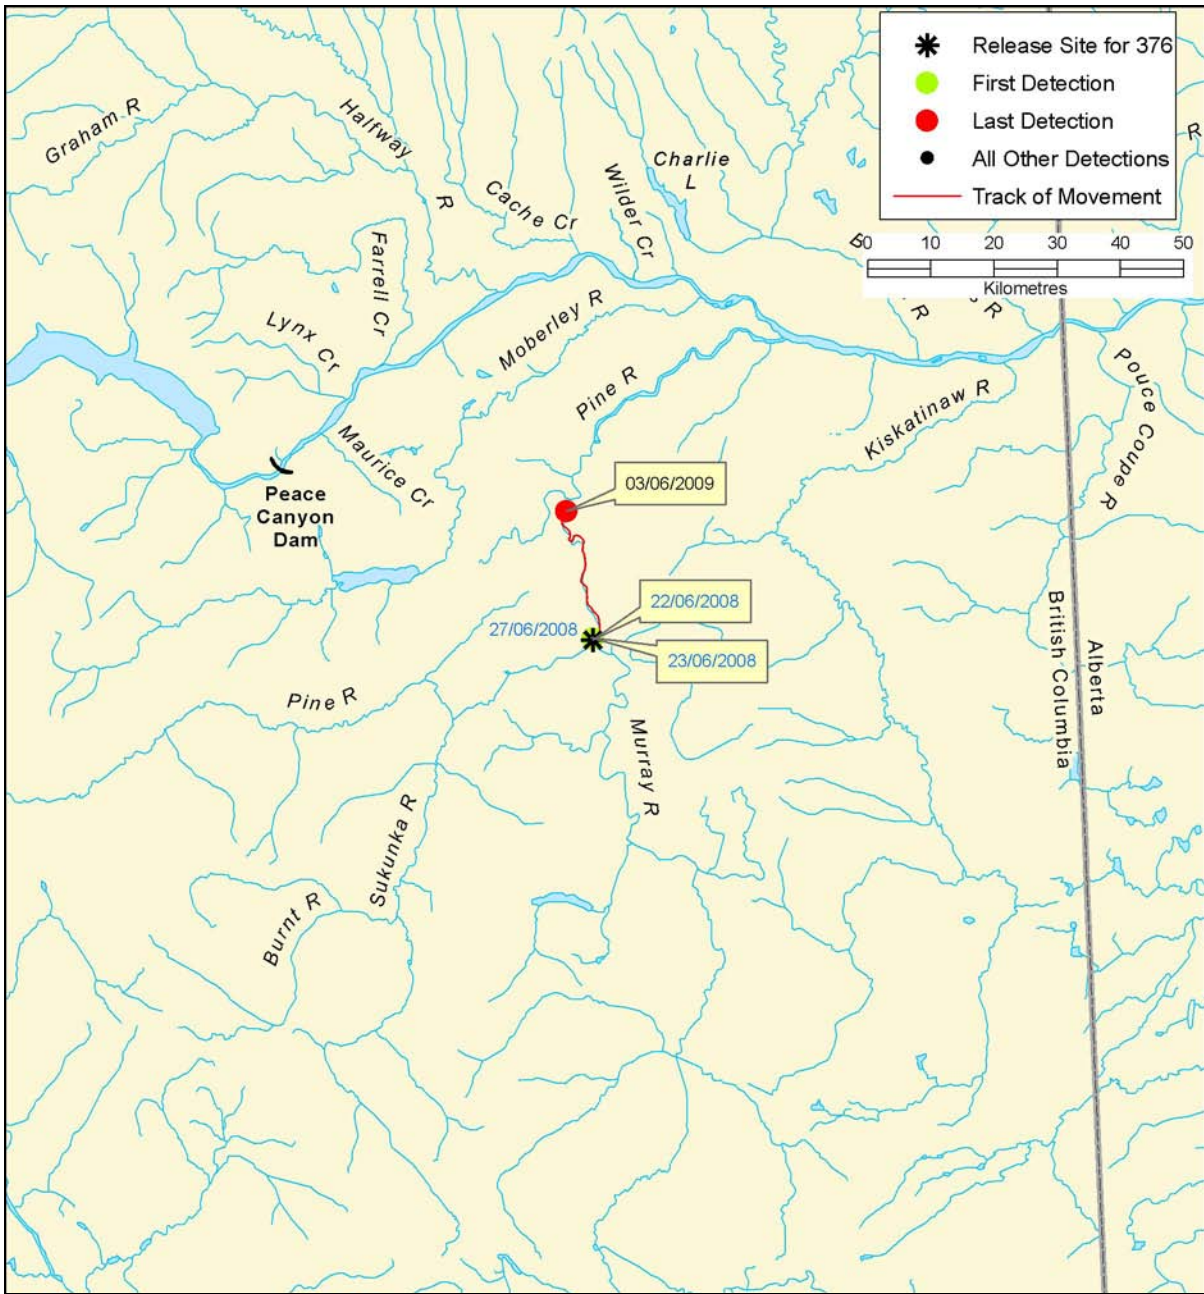 Release Site for 376
First Detection
Last Detection
All Other Detections
Track of Movement
0 10 20 30 40 50
Kilometres
Graham R
Halfway
R
Cache Cr
Wilder Cr
Charlie
L
R
B
R
R
Farrell Cr
Lynx Cr
Moberley R
Pine R
Maurice Cr
Kiskatinaw R
Pouce Coupe R
Peace
Canyon
Dam
03/06/2009
22/06/2008
27/06/2008
23/06/2008
British Columbia
Alberta
Pine R
Murray R
Sukunka R
Burnt R